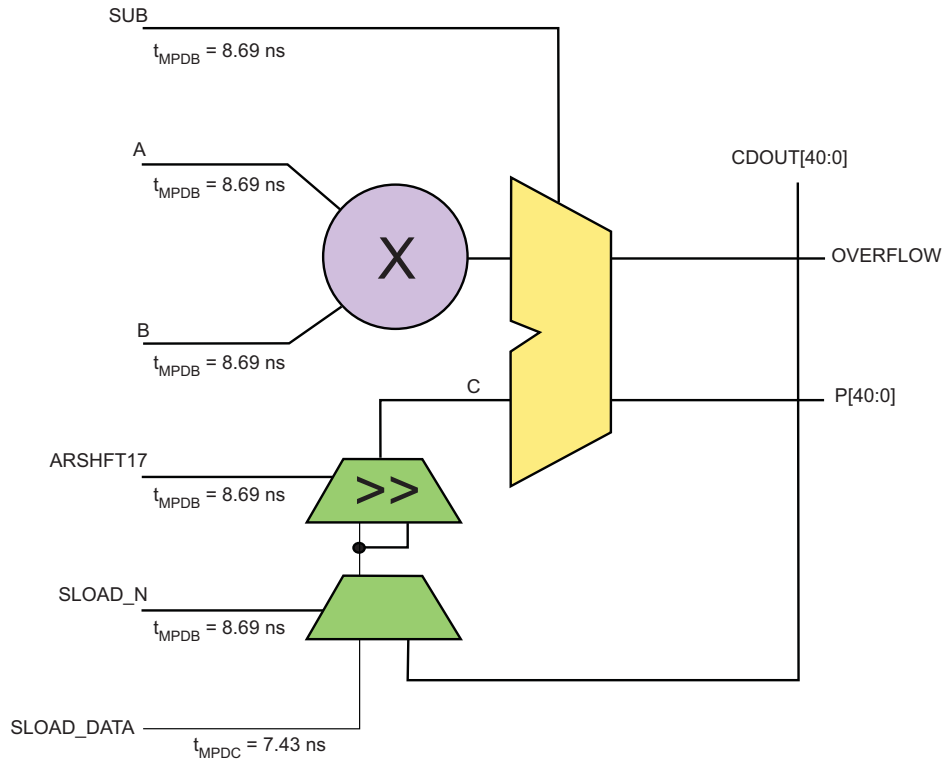 SUB
tMPDB = 8.69 ns
CDOUT[40:0]
A
tMPDB = 8.69 ns
X
OVERFLOW
B
tMPDB = 8.69 ns
C
P[40:0]
ARSHFT17
>>
tMPDB = 8.69 ns
SLOAD_N
tMPDB = 8.69 ns
SLOAD_DATA
tMPDC = 7.43 ns